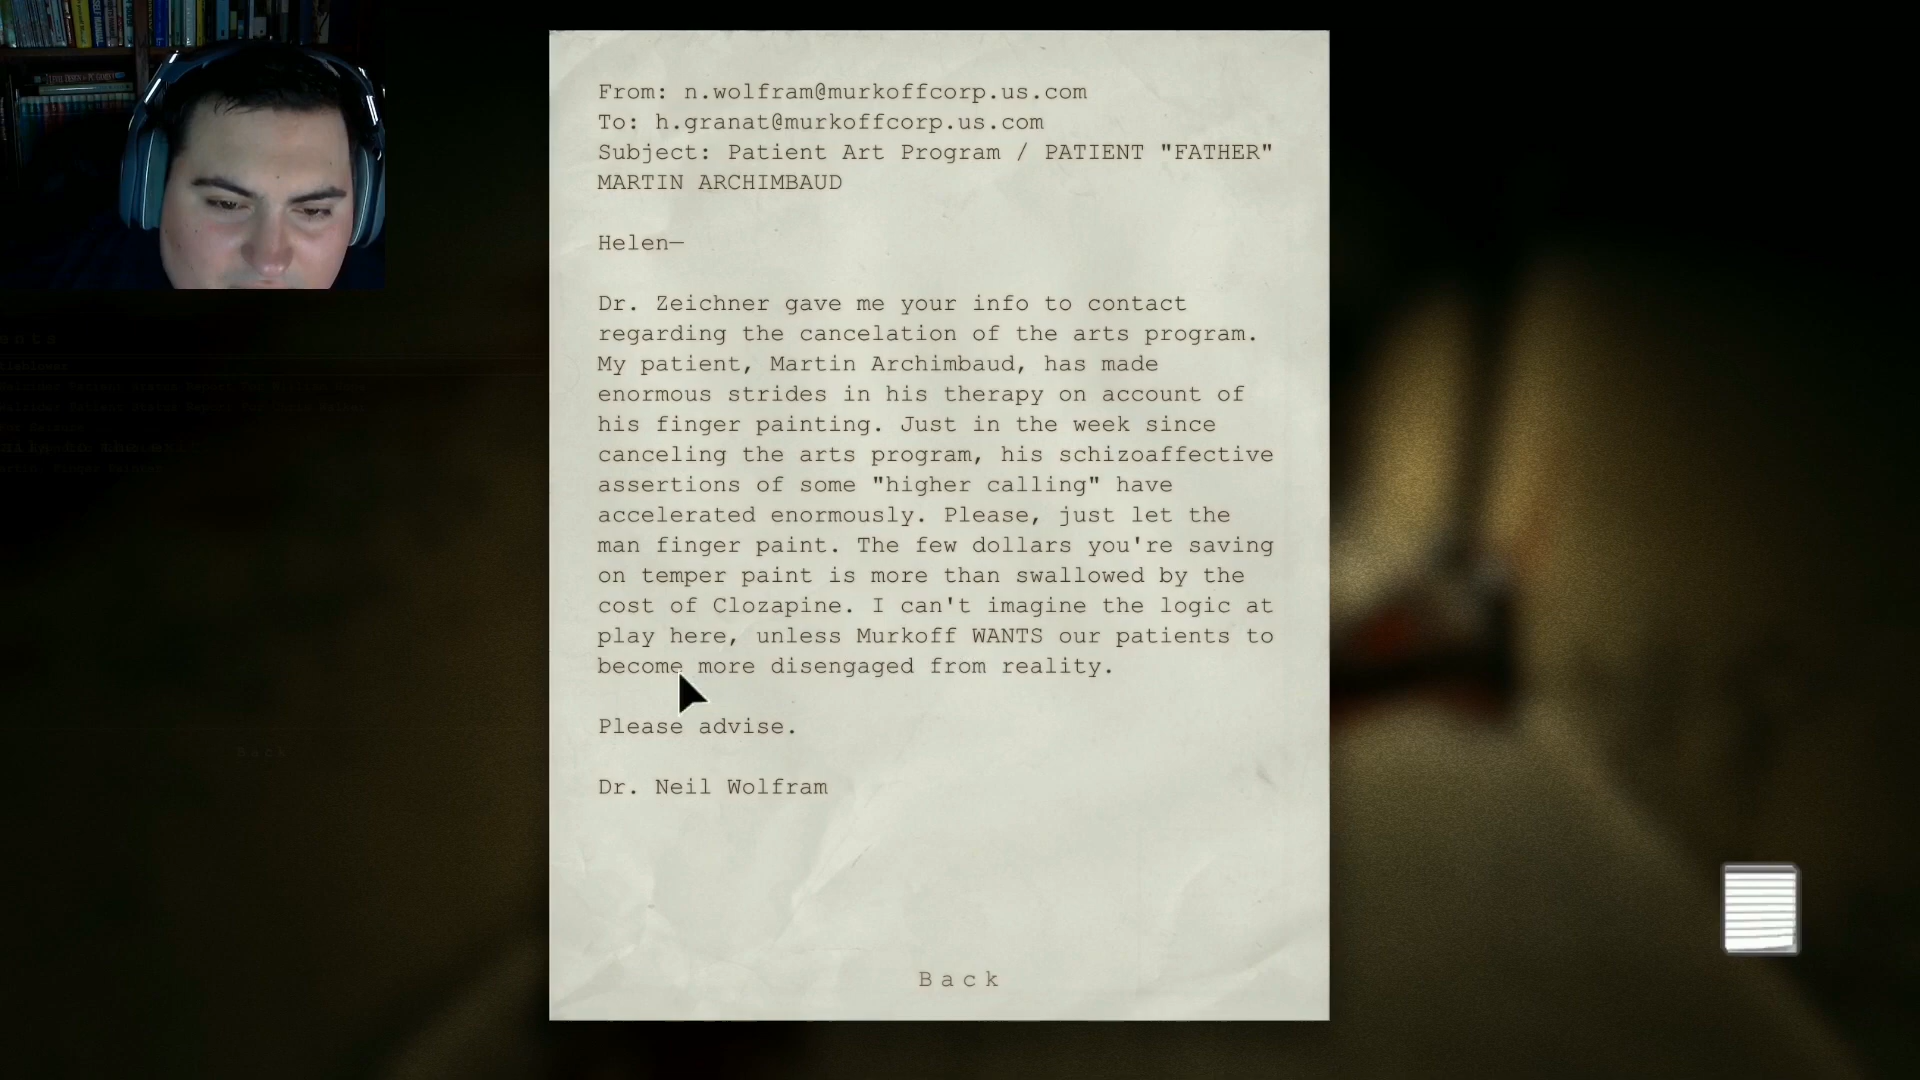 From: n.wolfram@murkoffcorp.us.com
To: h.granat@murkoffcorp.us.com
Subject: Patient Art Program / PATIENT "FATHER"
MARTIN ARCHIMBAUD
Helen—
Dr. Zeichner gave me your info to contact
regarding the cancelation of the arts program.
My patient, Martin Archimbaud, has made
enormous strides in his therapy on account of
his finger painting. Just in the week since
canceling the arts program, his schizoaffective
assertions of some "higher calling" have
accelerated enormously. Please, just let the
man finger paint. The few dollars you're saving
on temper paint is more than swallowed by the
cost of Clozapine. I can't imagine the logic at
play here, unless Murkoff WANTS our patients to
become more disengaged from reality.
Please advise.
Dr. Neil Wolfram
Back
Back